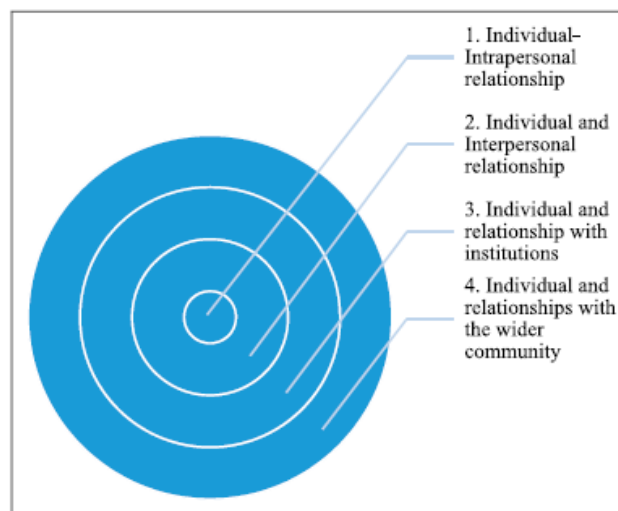 1. Individual–
Intrapersonal
relationship
2. Individual and
Interpersonal
relationship
3. Individual and
relationship with
institutions
4. Individual and
relationships with
the wider
community